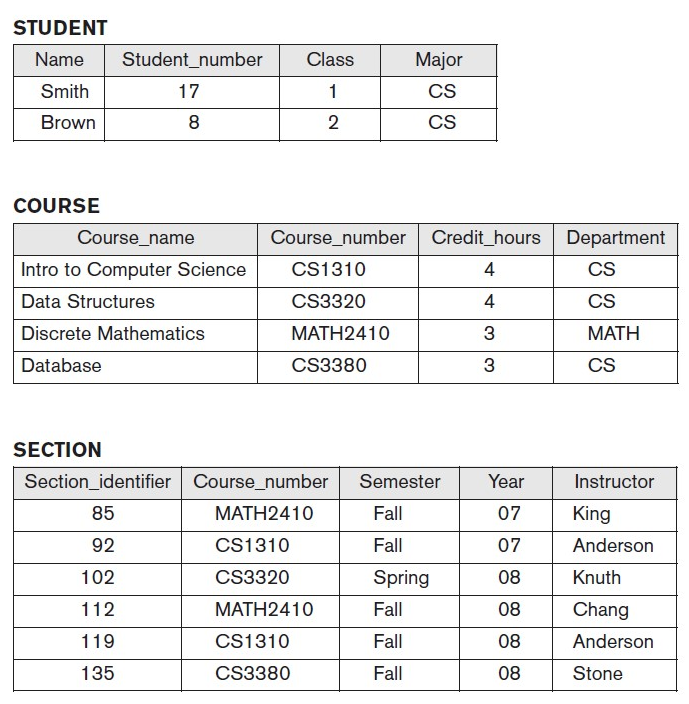 STUDENT
Name Student_number Class Major
Smith 17 1 CS
Brown 8 2 CS
COURSE
Course_name Course_number Credit_hours Department
Intro to Computer Science CS1310 4 CS
Data Structures CS3320 4 CS
Discrete Mathematics MATH2410 3 MATH
Database CS3380 3 CS
SECTION
Section_identifier Course_number Semester Year Instructor
85 MATH2410 Fall 07 King
92 CS1310 Fall 07 Anderson
102 CS3320 Spring 08 Knuth
112 MATH2410 Fall 08 Chang
119 CS1310 Fall 08 Anderson
135 CS3380 Fall 08 Stone